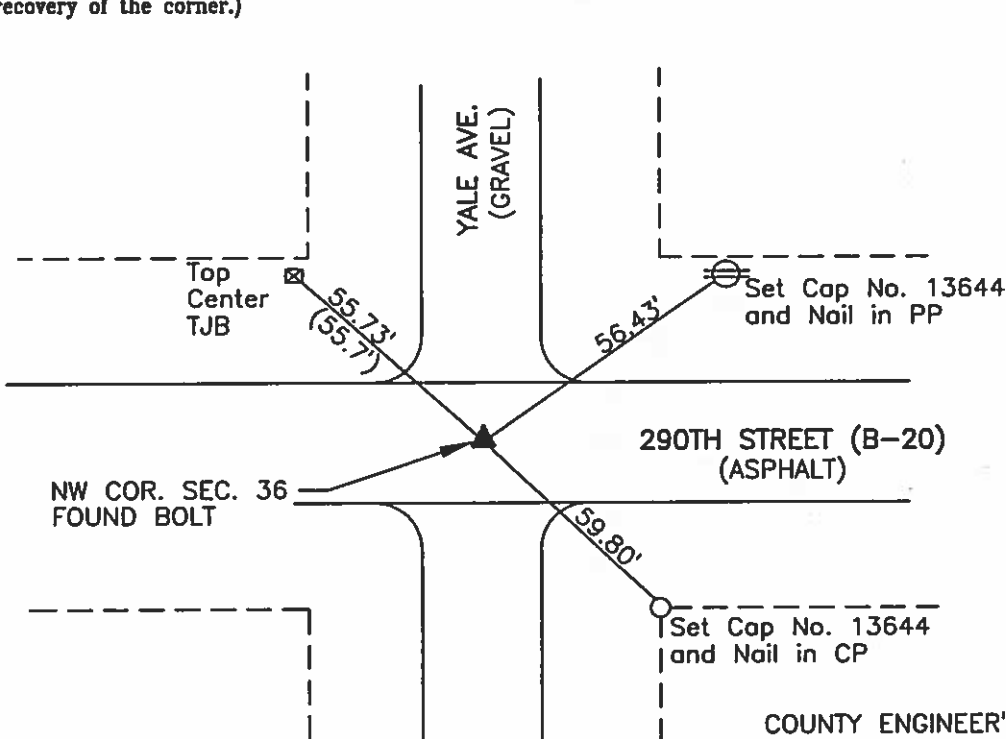 recovery of the corner.)
YALE AVE.
(GRAVEL)
Top
Center
TJB
55.73'
(55.7')
56.43'
Set Cap No. 13644
and Nail in PP
290TH STREET (B-20)
(ASPHALT)
NW COR. SEC. 36
FOUND BOLT
59.80'
Set Cap No. 13644
and Nail in CP
COUNTY ENGINEER'